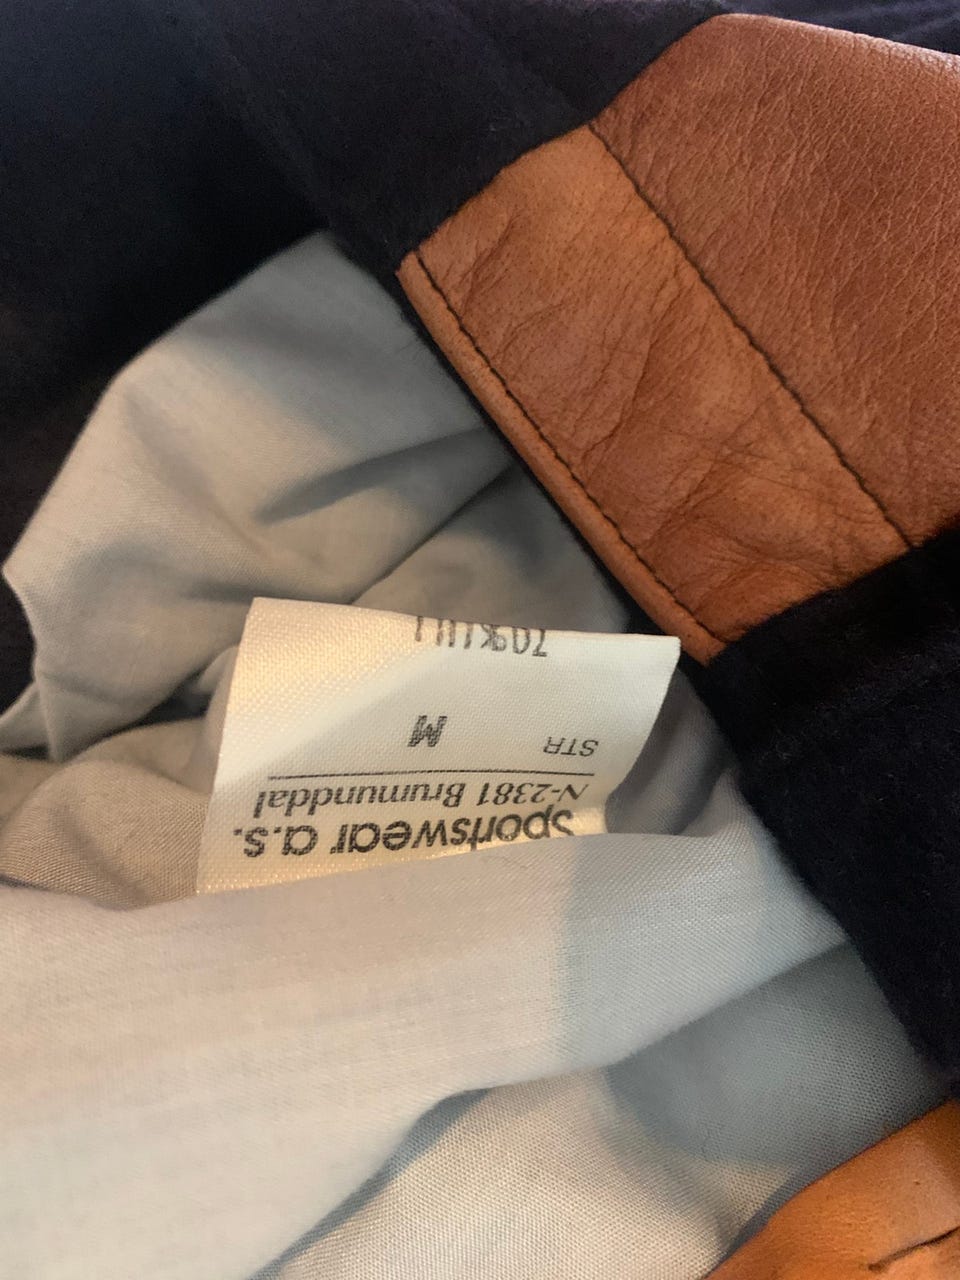 Sportswear a.s.
N-2381 Brumunddal
STR M
70%ULL